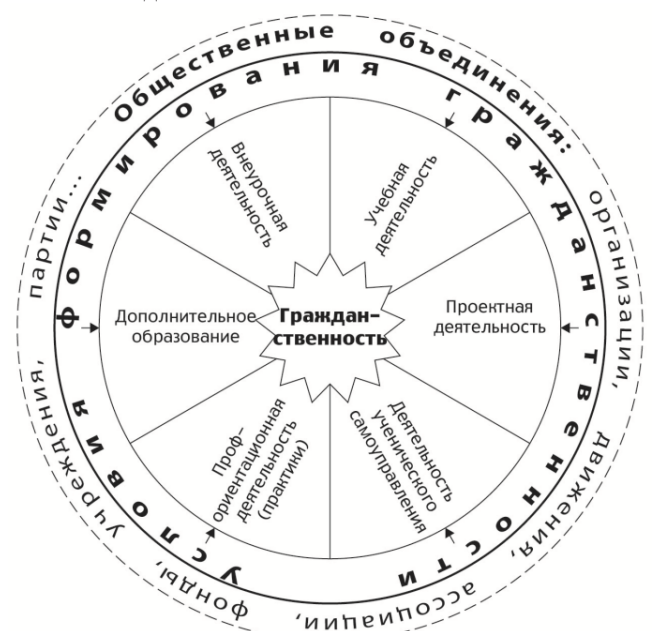 Общественные объединения:
организации, движения, ассоциации, фонды, учреждения, партии...
условия формирования гражданственности
Внеурочная
деятельность
Учебная
деятельность
Дополнительное
образование
Граждан-
ственность
Проектная
деятельность
Проф-
ориентационная
деятельность
(практики)
Деятельность
ученического
самоуправления